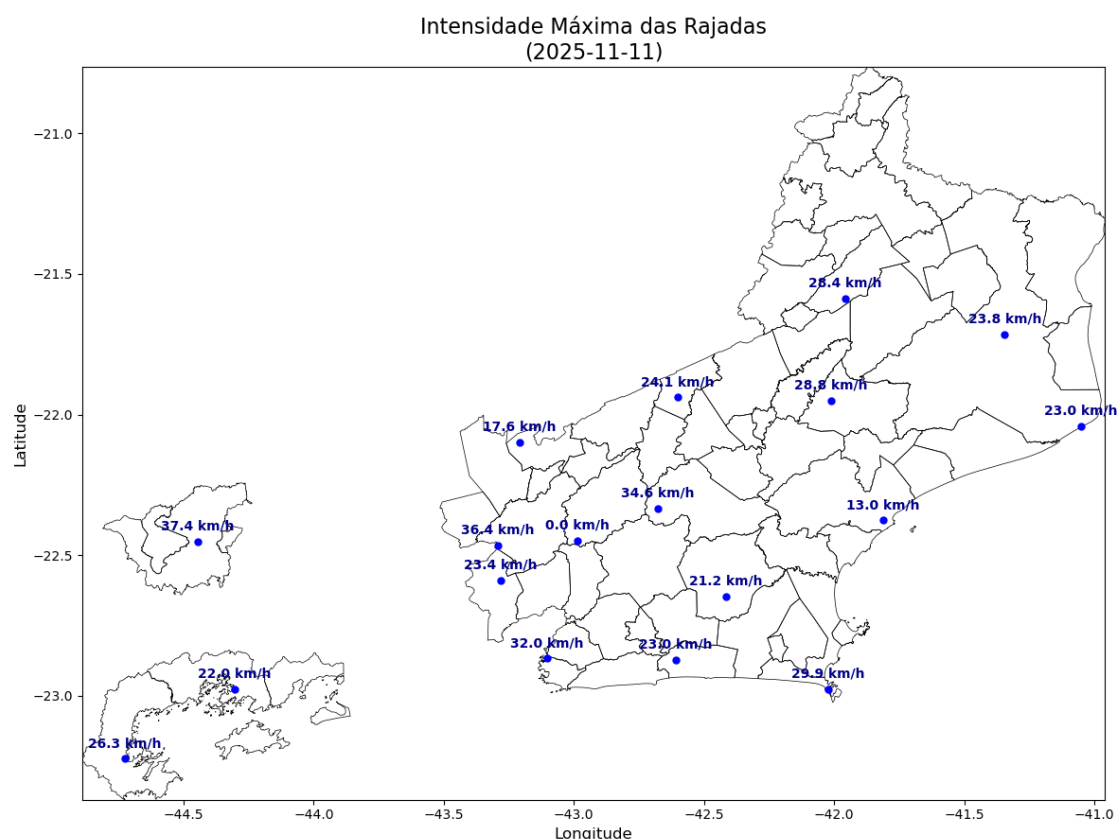 Intensidade Máxima das Rajadas
(2025-11-11)
−21.0
−21.5
−22.0
−22.5
−23.0
Latitude
28.4 km/h
23.8 km/h
24.1 km/h
28.8 km/h
23.0 km/h
17.6 km/h
34.6 km/h
13.0 km/h
37.4 km/h
36.4 km/h
0.0 km/h
23.4 km/h
21.2 km/h
32.0 km/h
23.0 km/h
22.0 km/h
29.9 km/h
26.3 km/h
−44.5
−44.0
−43.5
−43.0
−42.5
−42.0
−41.5
−41.0
Longitude